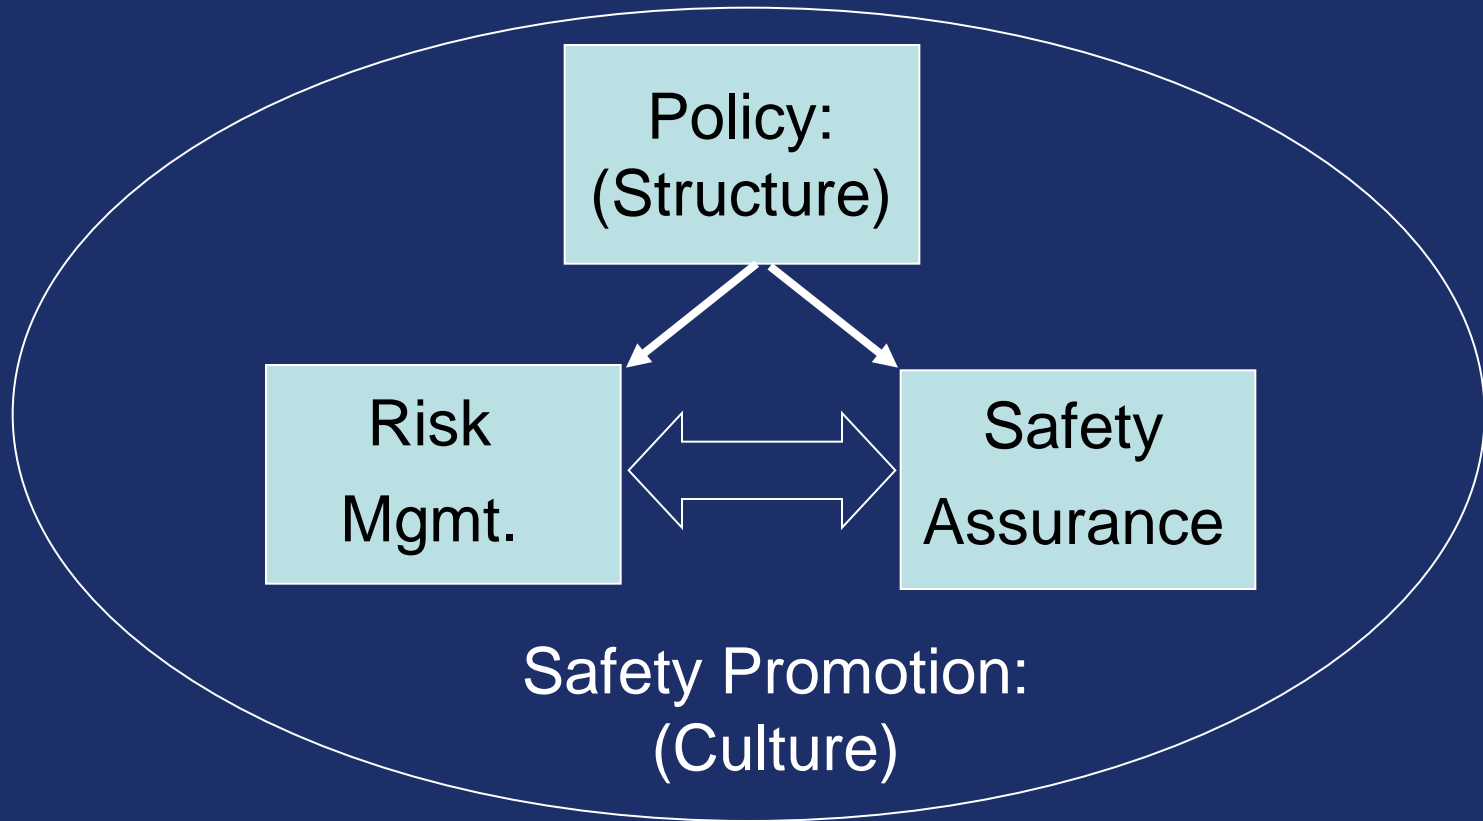 Policy:
(Structure)
Risk
Mgmt.
Safety
Assurance
Safety Promotion:
(Culture)